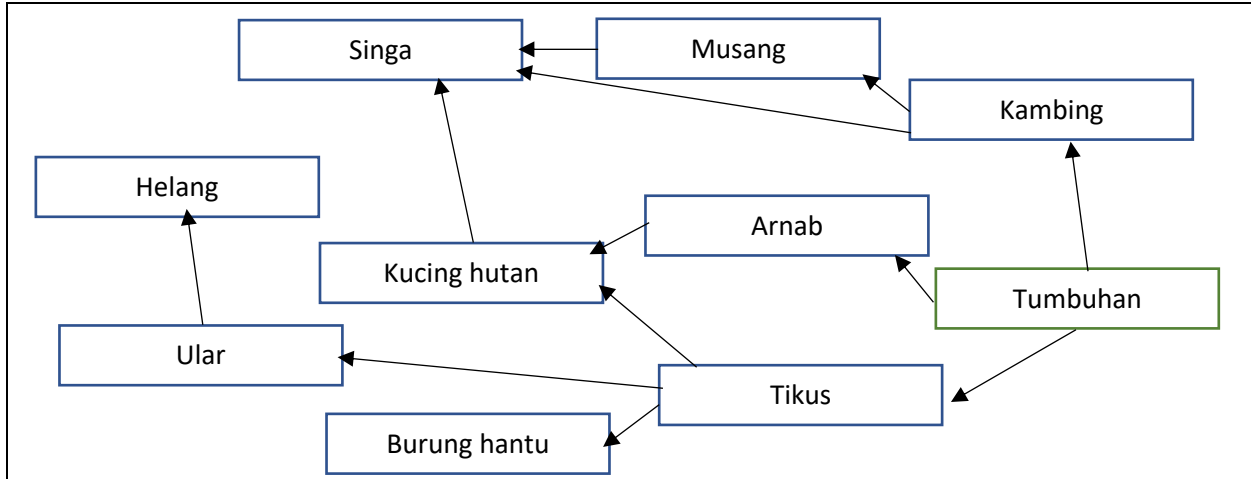 Singa
Musang
Kambing
Helang
Arnab
Kucing hutan
Tumbuhan
Ular
Tikus
Burung hantu